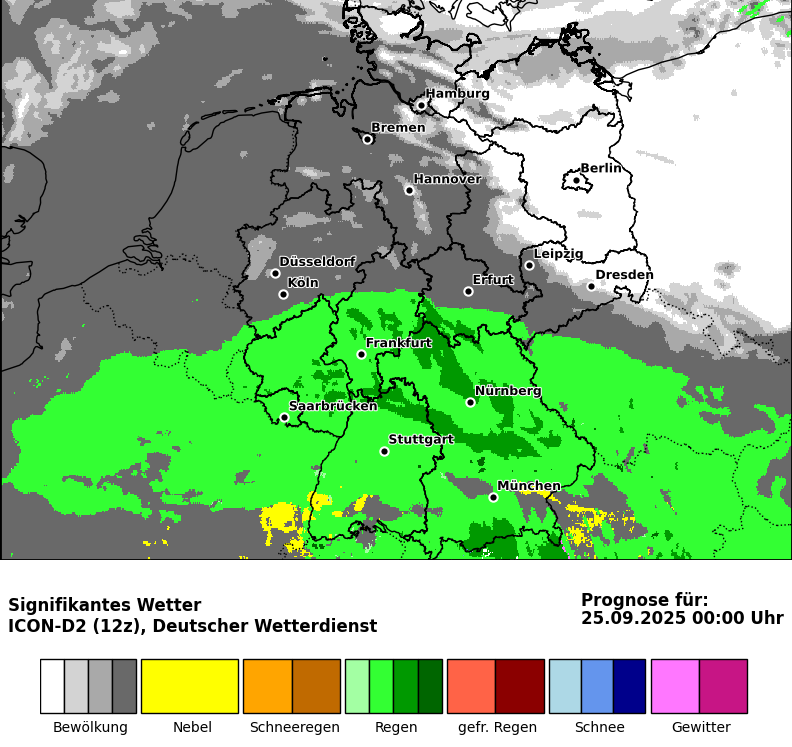 Hamburg
Bremen
Berlin
Hannover
Düsseldorf
Köln
Leipzig
Erfurt
Dresden
Frankfurt
Nürnberg
Saarbrücken
Stuttgart
München
Signifikantes Wetter
ICON-D2 (12z), Deutscher Wetterdienst
Prognose für:
25.09.2025 00:00 Uhr
Bewölkung
Nebel
Schneeregen
Regen
gefr. Regen
Schnee
Gewitter